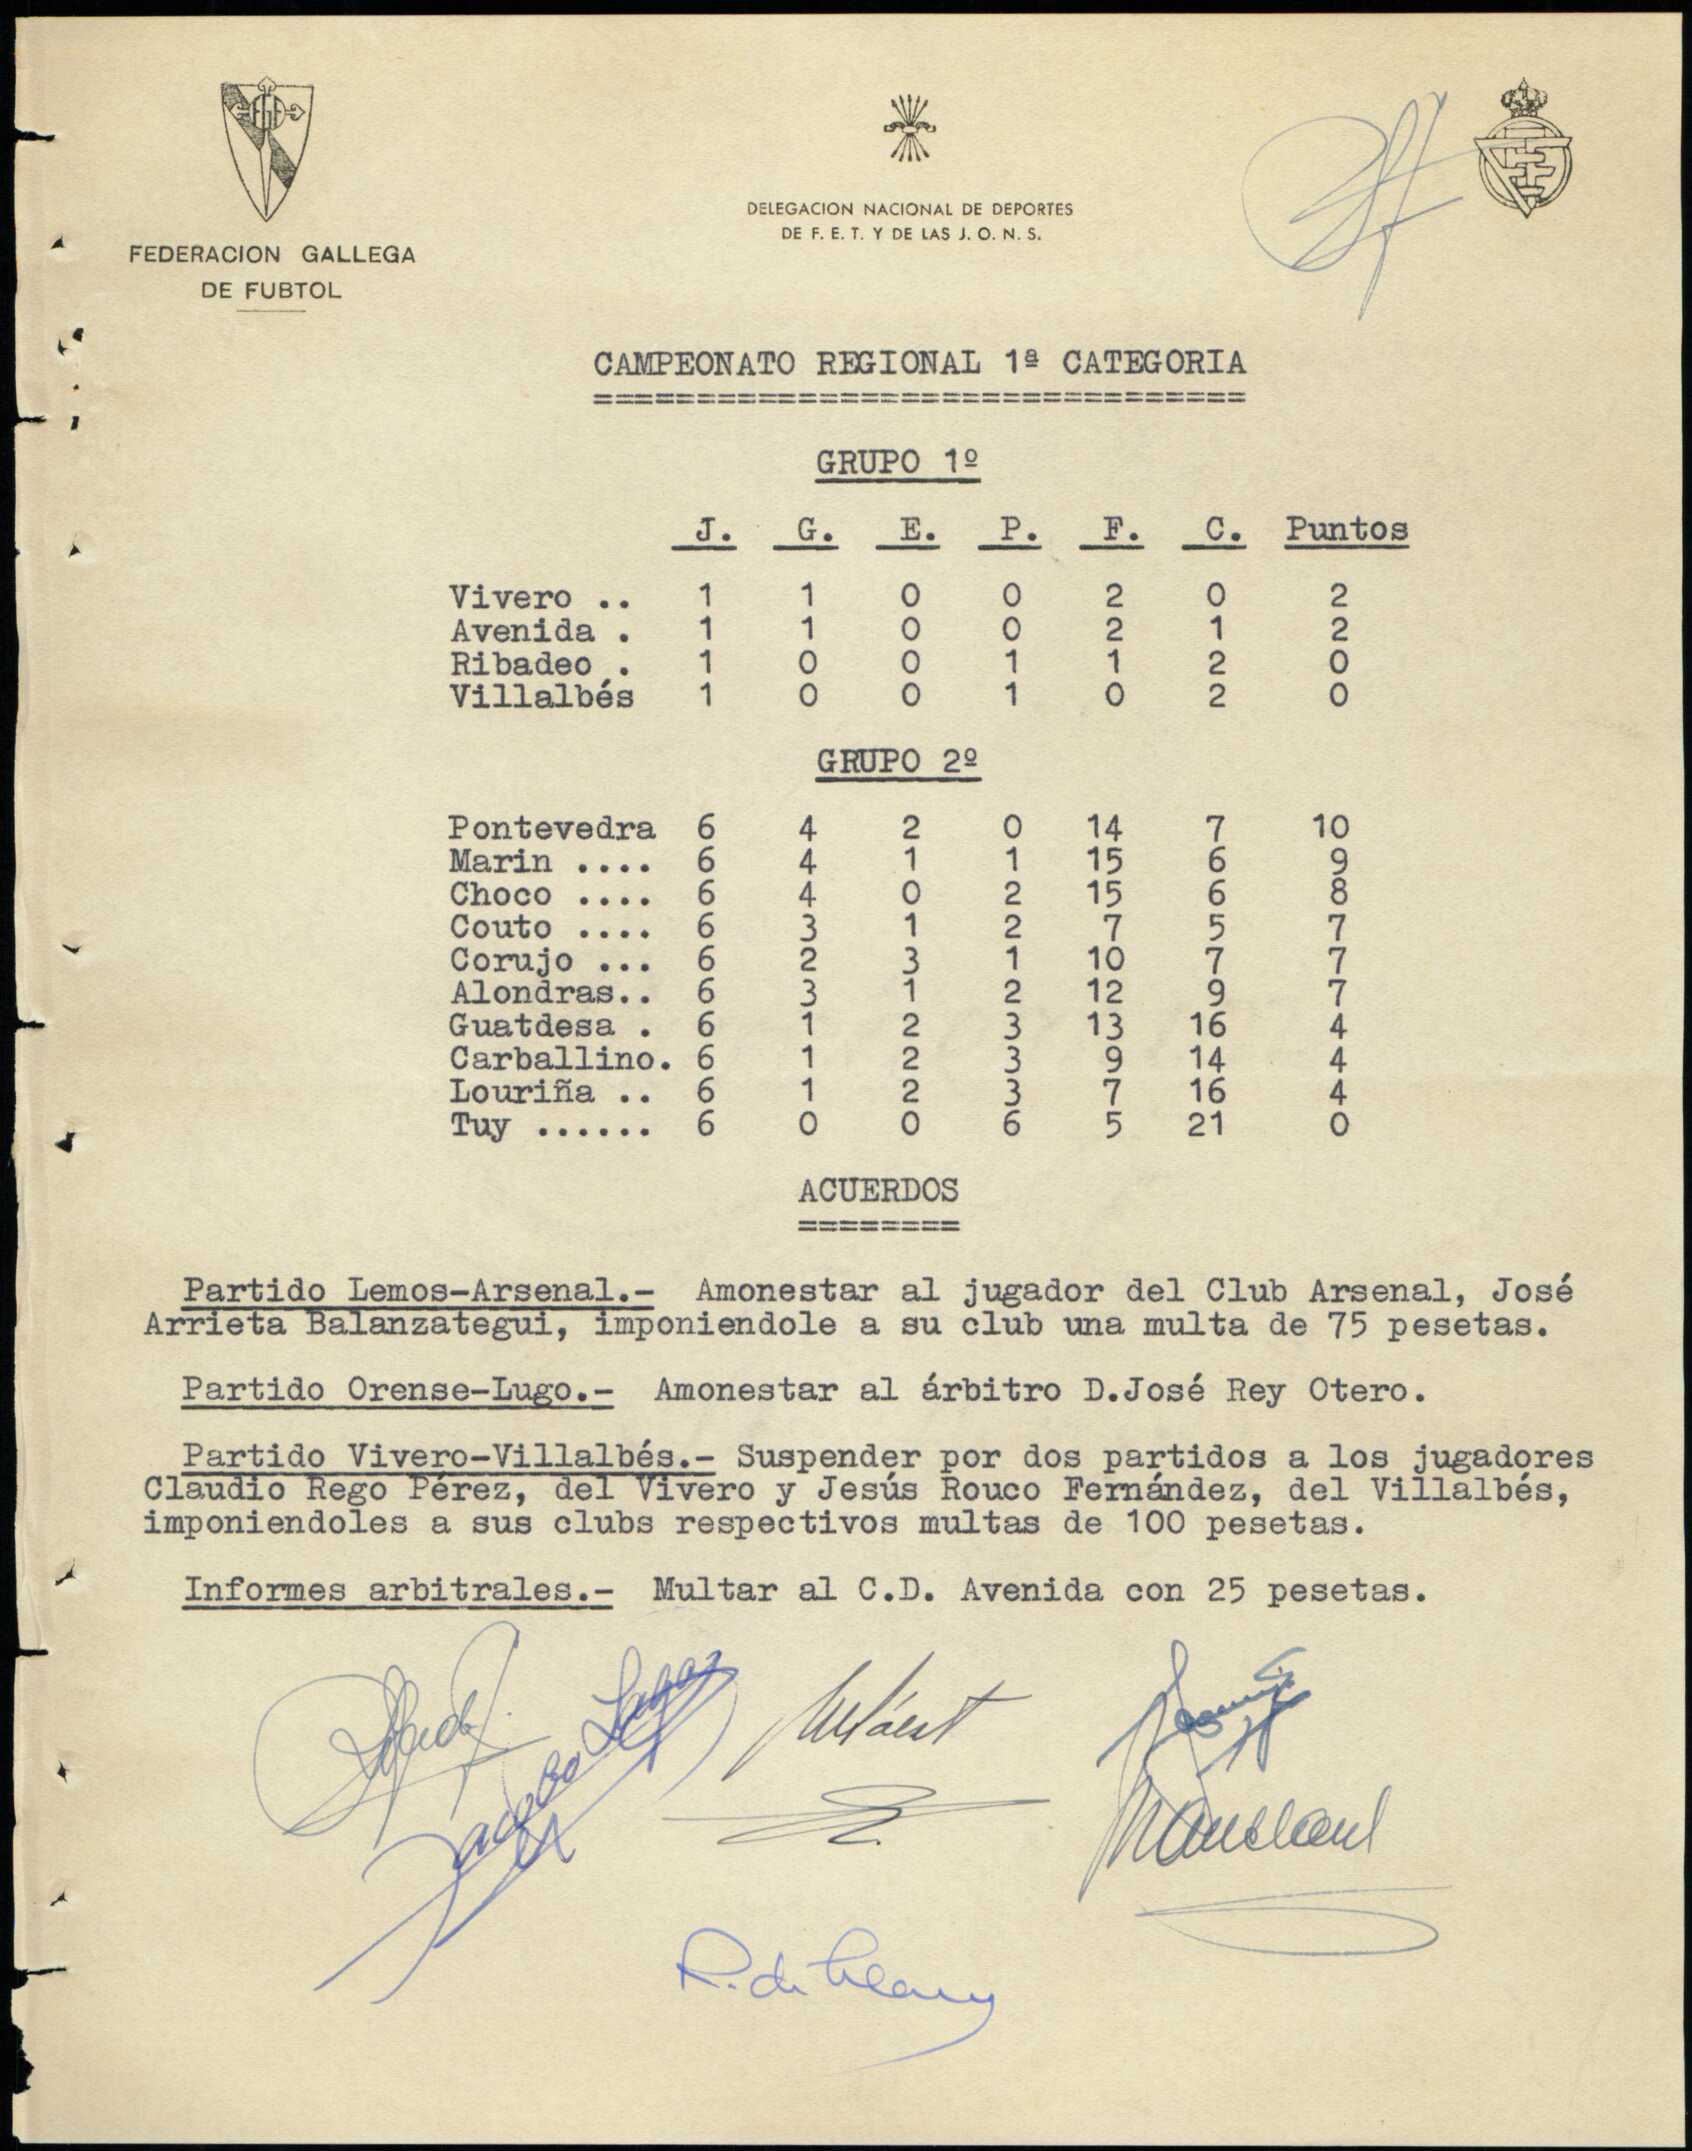 FGF
FEDERACION GALLEGA
DE FUBTOL
DELEGACION NACIONAL DE DEPORTES
DE F. E. T. Y DE LAS J. O. N. S.
CAMPEONATO REGIONAL 1ª CATEGORIA
================================
GRUPO 1º
J. G. E. P. F. C. Puntos
Vivero .. 1 1 0 0 2 0 2
Avenida . 1 1 0 0 2 1 2
Ribadeo . 1 0 0 1 1 2 0
Villalbés 1 0 0 1 0 2 0
GRUPO 2º
Pontevedra 6 4 2 0 14 7 10
Marin .... 6 4 1 1 15 6 9
Choco .... 6 4 0 2 15 6 8
Couto .... 6 3 1 2 7 5 7
Corujo ... 6 2 3 1 10 7 7
Alondras.. 6 3 1 2 12 9 7
Guatdesa . 6 1 2 3 13 16 4
Carballino. 6 1 2 3 9 14 4
Louriña .. 6 1 2 3 7 16 4
Tuy ...... 6 0 0 6 5 21 0
ACUERDOS
========
Partido Lemos-Arsenal.- Amonestar al jugador del Club Arsenal, José
Arrieta Balanzategui, imponiendole a su club una multa de 75 pesetas.
Partido Orense-Lugo.- Amonestar al árbitro D.José Rey Otero.
Partido Vivero-Villalbés.- Suspender por dos partidos a los jugadores
Claudio Rego Pérez, del Vivero y Jesús Rouco Fernández, del Villalbés,
imponiendoles a sus clubs respectivos multas de 100 pesetas.
Informes arbitrales.- Multar al C.D. Avenida con 25 pesetas.